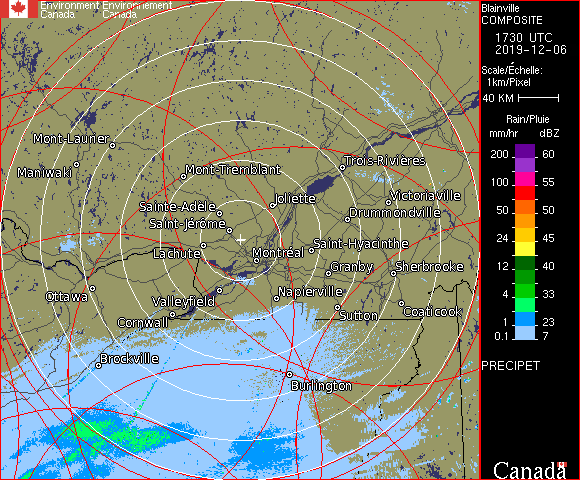 Environment Environnement
Canada Canada
Blainville
COMPOSITE
1730 UTC
2019-12-06
Scale/Échelle:
1km/Pixel
40 KM
Rain/Pluie
mm/hr dBZ
200 60
100 55
50 50
24 45
12 40
4 33
1 23
0.1 7
PRECIPET
Canada
Mont-Laurier
Maniwaki
Mont-Tremblant
Trois-Rivières
Joliette
Victoriaville
Sainte-Adèle
Drummondville
Saint-Jérôme
Saint-Hyacinthe
Lachute
Montréal
Granby
Sherbrooke
Ottawa
Valleyfield
Napierville
Cornwall
Sutton
Coaticook
Brockville
Burlington